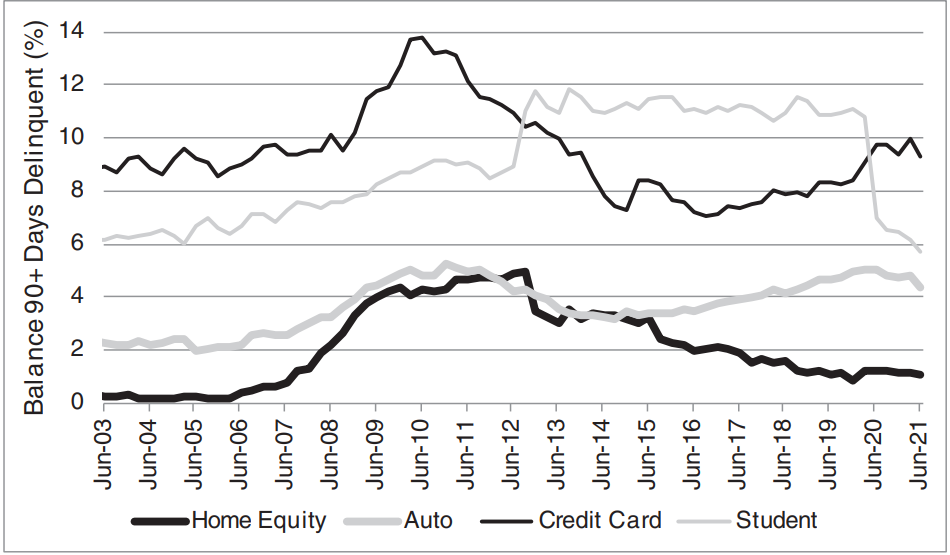 Balance 90+ Days Delinquent (%)
14
12
10
8
6
4
2
0
Jun-03
Jun-04
Jun-05
Jun-06
Jun-07
Jun-08
Jun-09
Jun-10
Jun-11
Jun-12
Jun-13
Jun-14
Jun-15
Jun-16
Jun-17
Jun-18
Jun-19
Jun-20
Jun-21
Home Equity Auto Credit Card Student